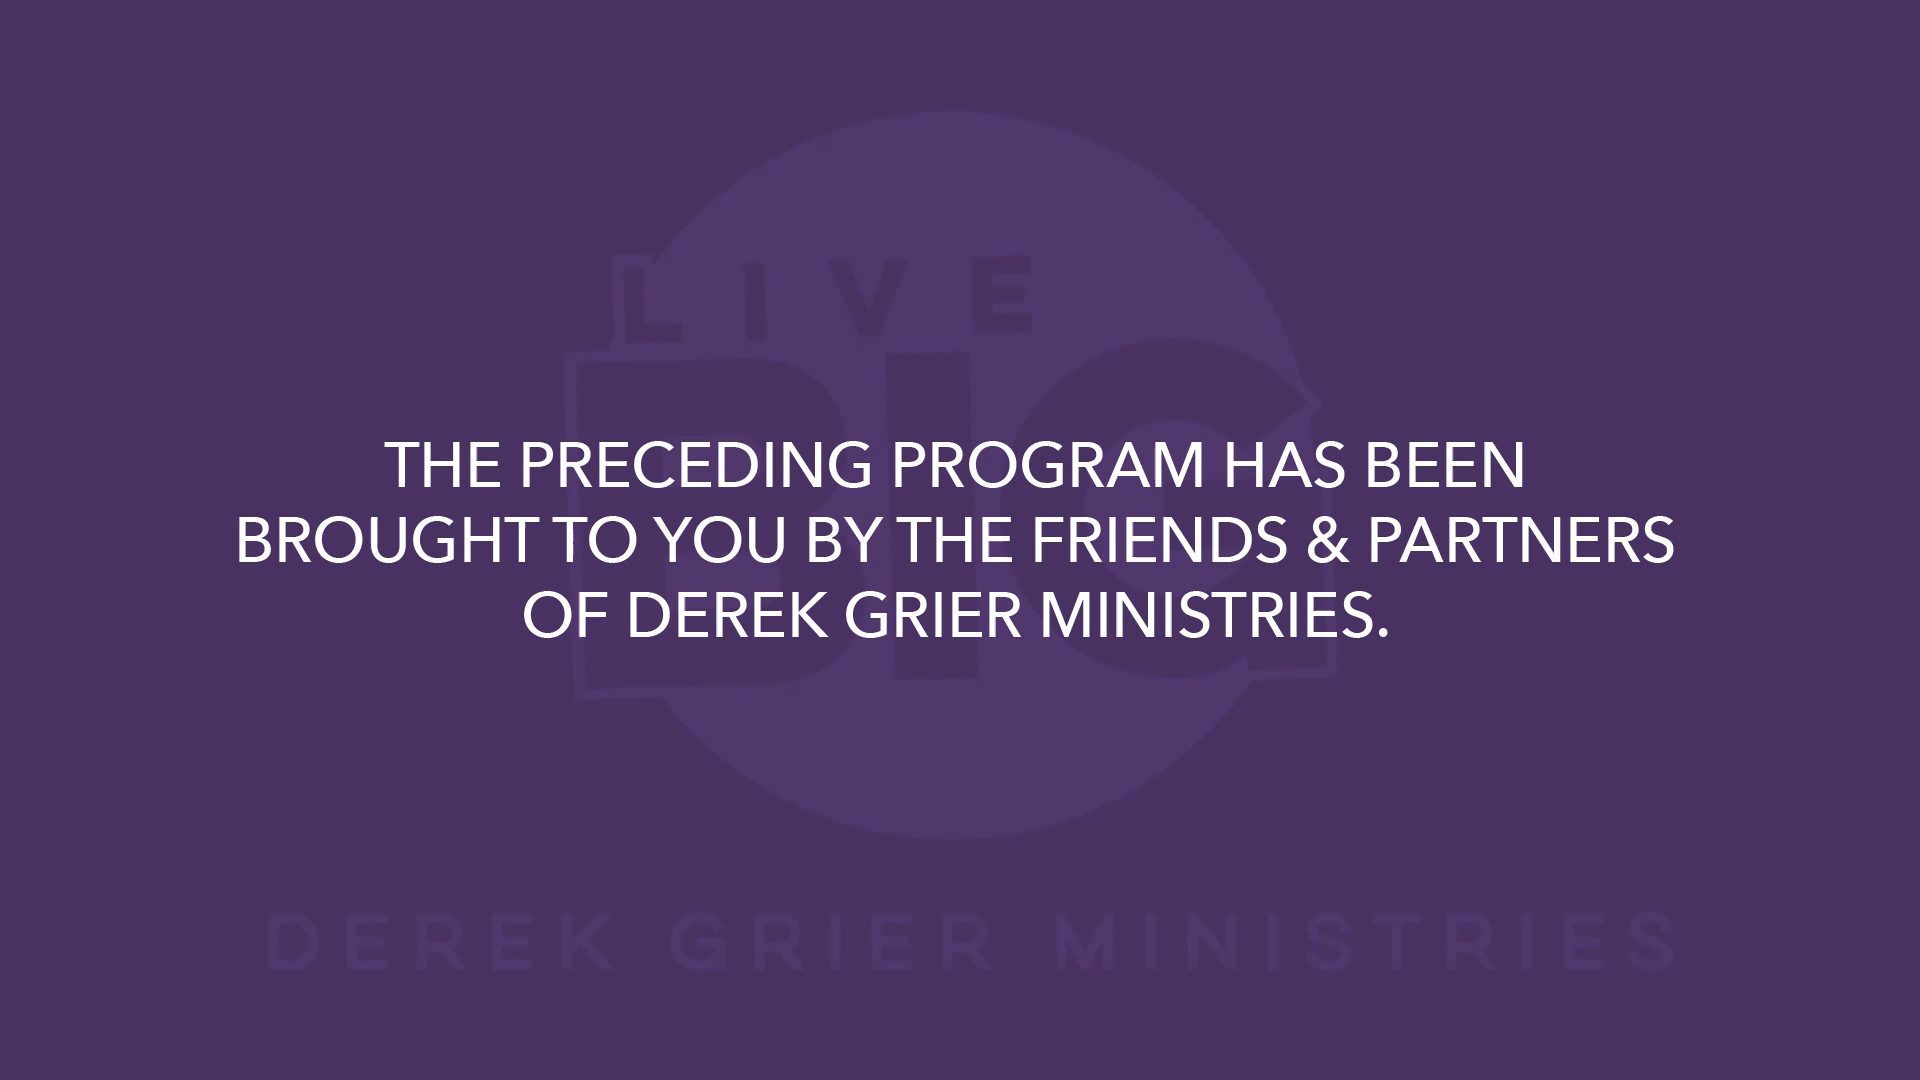 LIVE
BIG
THE PRECEDING PROGRAM HAS BEEN
BROUGHT TO YOU BY THE FRIENDS & PARTNERS
OF DEREK GRIER MINISTRIES.
DEREK GRIER MINISTRIES